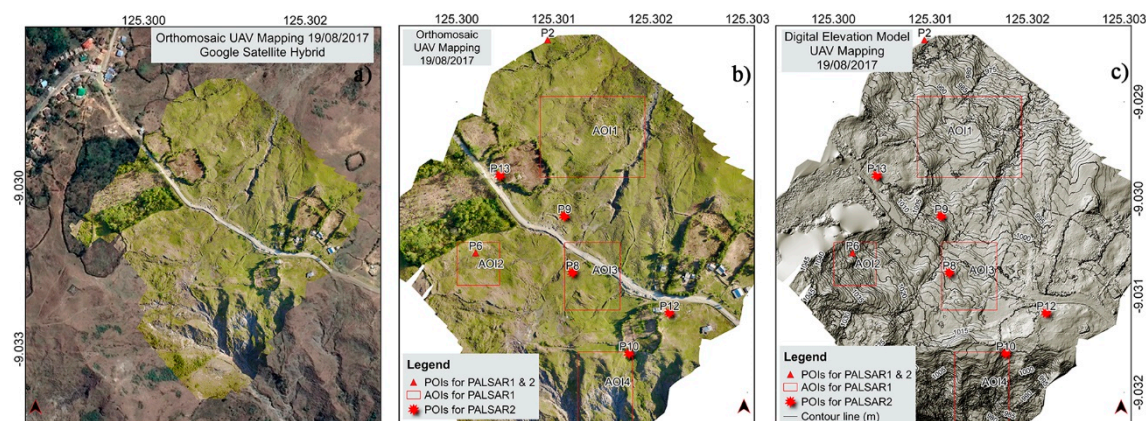 125.300
125.302
Orthomosaic UAV Mapping 19/08/2017
Google Satellite Hybrid
a)
-9.030
-9.033
125.300
125.301
125.302
125.303
Orthomosaic
UAV Mapping
19/08/2017
b)
P2
AOI1
P13
P9
P6
AOI2
P8
AOI3
P12
P10
AOI4
Legend
POIs for PALSAR1 & 2
AOIs for PALSAR1
POIs for PALSAR2
125.300
125.301
125.302
125.303
Digital Elevation Model
UAV Mapping
19/08/2017
c)
P2
AOI1
P13
P9
P6
AOI2
P8
AOI3
P12
P10
AOI4
1015
-9.029
-9.030
-9.031
-9.032
Legend
POIs for PALSAR1 & 2
AOIs for PALSAR1
POIs for PALSAR2
Contour line (m)